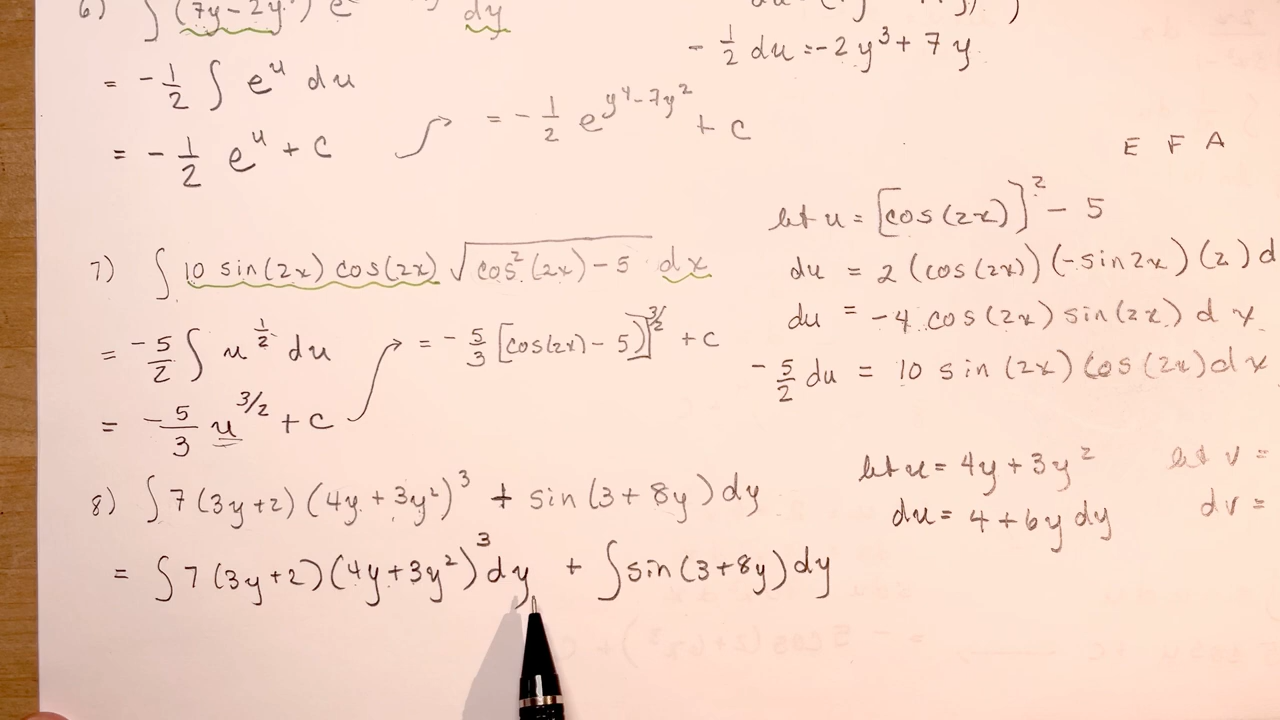 6) ∫ (7y - 2y³) e dy
- 1/2 du = -2y³ + 7y
= - 1/2 ∫ e^u du
= - 1/2 e^u + c
= - 1/2 e^(y⁴-7y²) + c
E F A
let u = [cos(2x)]² - 5
7) ∫ 10 sin(2x) cos(2x) √(cos²(2x) - 5) dx
du = 2 (cos(2x)) (-sin2x) (2) d
du = -4 cos(2x) sin(2x) dx
= -5/2 ∫ u^(1/2) du
= - 5/3 [cos(2x) - 5)]^(3/2) + c
- 5/2 du = 10 sin(2x) cos(2x) dx
= -5/3 u^(3/2) + c
let u = 4y + 3y²
let v =
8) ∫ 7 (3y+2) (4y + 3y²)³ + sin(3 + 8y) dy
du = 4 + 6y dy
dv =
= ∫ 7 (3y+2) (4y+3y²)³ dy + ∫ sin(3+8y) dy